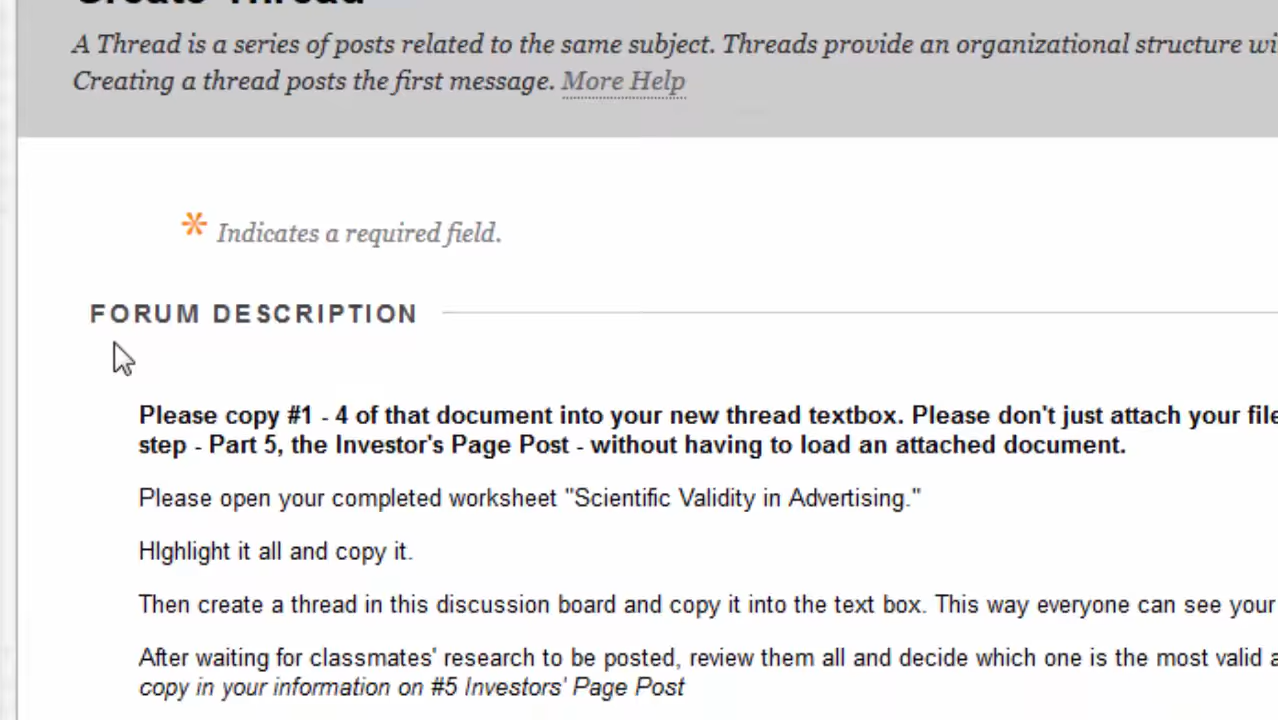 Create Thread
A Thread is a series of posts related to the same subject. Threads provide an organizational structure wi
Creating a thread posts the first message. More Help
* Indicates a required field.
FORUM DESCRIPTION
Please copy #1 - 4 of that document into your new thread textbox. Please don't just attach your file
step - Part 5, the Investor's Page Post - without having to load an attached document.
Please open your completed worksheet "Scientific Validity in Advertising."
HIghlight it all and copy it.
Then create a thread in this discussion board and copy it into the text box. This way everyone can see your
After waiting for classmates' research to be posted, review them all and decide which one is the most valid a
copy in your information on #5 Investors' Page Post